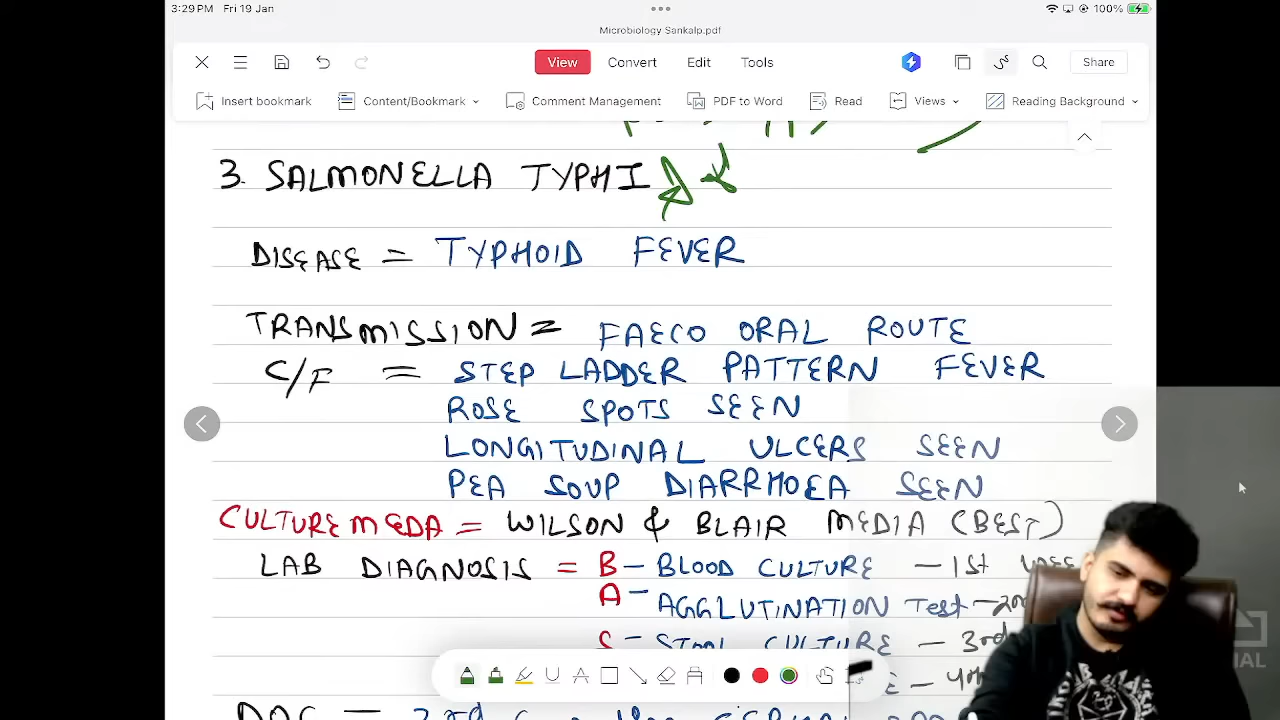 3:29 PM Fri 19 Jan
100%
Microbiology Sankalp.pdf
View Convert Edit Tools Share
Insert bookmark Content/Bookmark Comment Management PDF to Word Read Views Reading Background
3. SALMONELLA TYPHI
DISEASE = TYPHOID FEVER
TRANSMISSION = FAECO ORAL ROUTE
C/F = STEP LADDER PATTERN FEVER
ROSE SPOTS SEEN
LONGITUDINAL ULCERS SEEN
PEA SOUP DIARRHOEA SEEN
CULTURE MEDA = WILSON & BLAIR MEDIA (BEST)
LAB DIAGNOSIS = B - BLOOD CULTURE - 1st
A - AGGLUTINATION Test -
S - STOOL CULTURE - 3rd